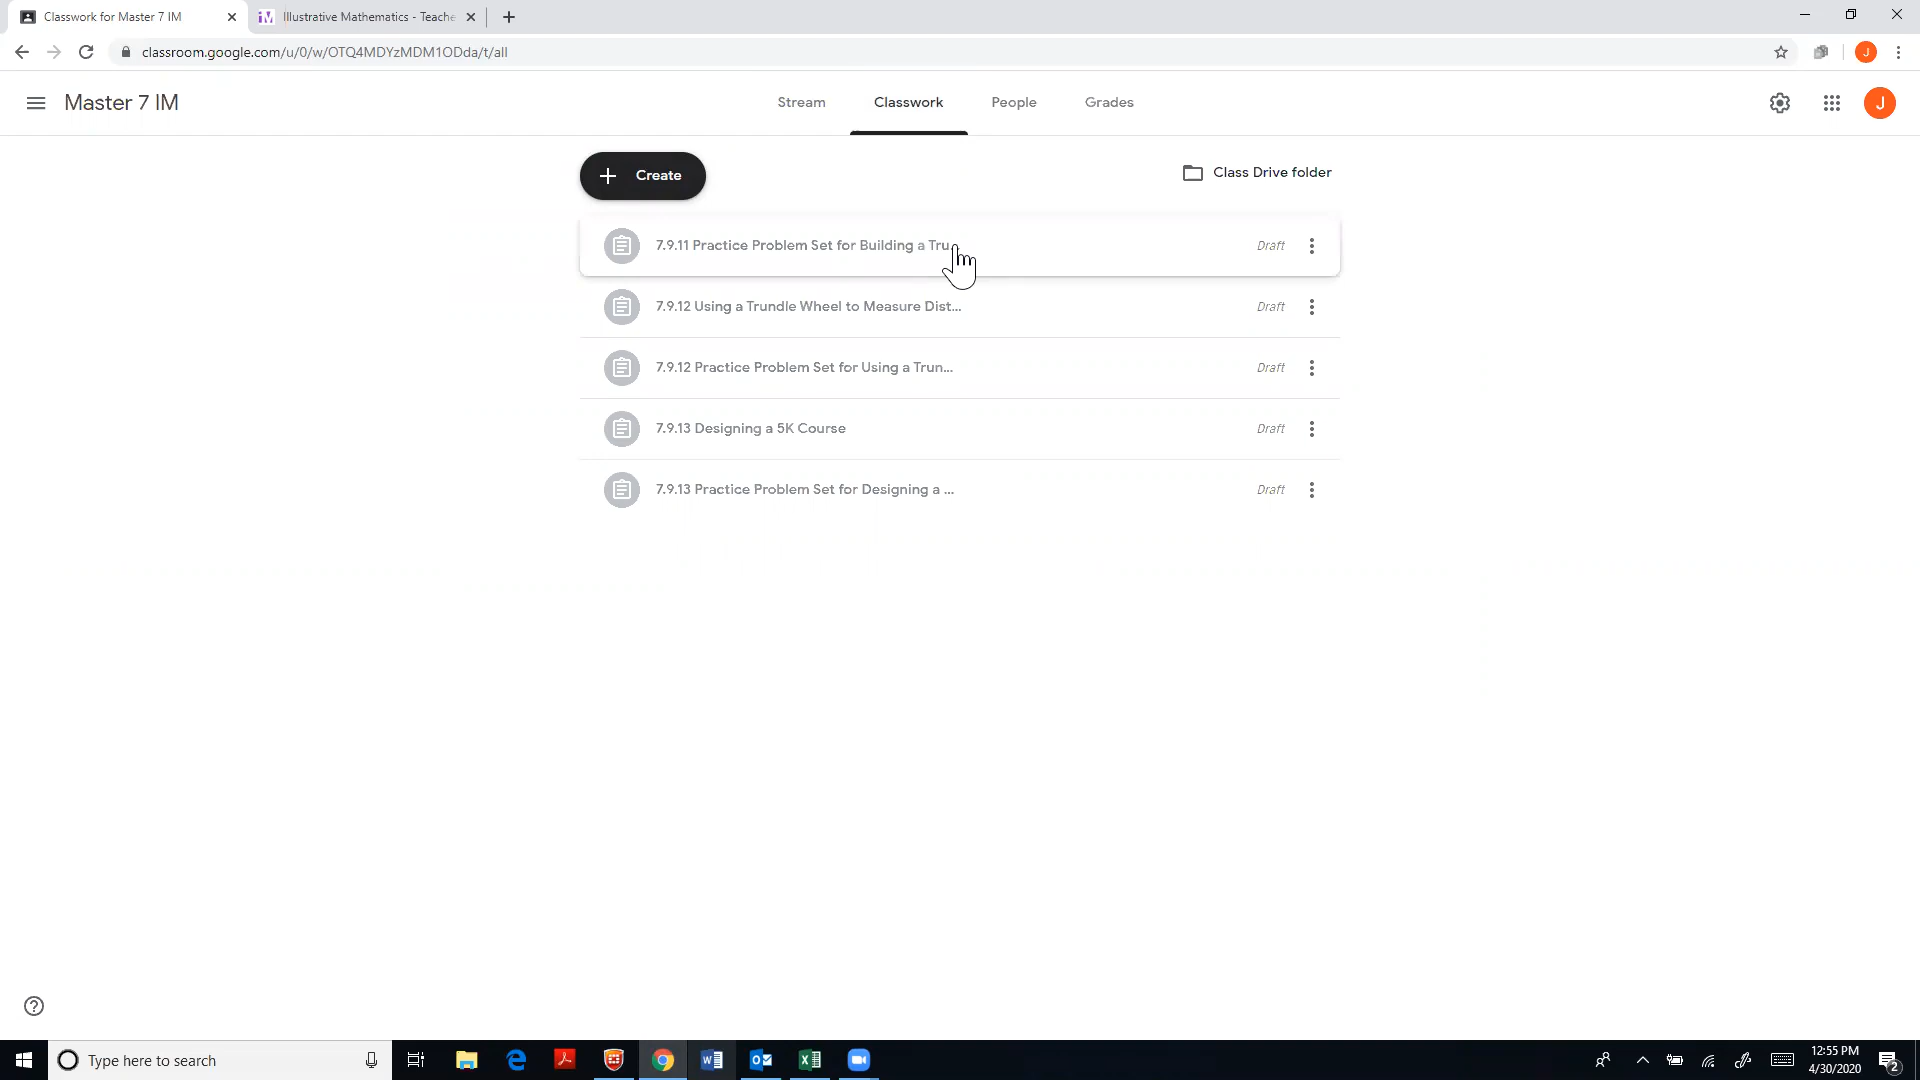 Classwork for Master 7 IM
Illustrative Mathematics - Teache
classroom.google.com/u/0/w/OTQ4MDYzMDM1ODda/t/all
J
Master 7 IM
Stream
Classwork
People
Grades
J
Create
Class Drive folder
7.9.11 Practice Problem Set for Building a Tru...
Draft
7.9.12 Using a Trundle Wheel to Measure Dist...
Draft
7.9.12 Practice Problem Set for Using a Trun...
Draft
7.9.13 Designing a 5K Course
Draft
7.9.13 Practice Problem Set for Designing a ...
Draft
Type here to search
12:55 PM
4/30/2020
2